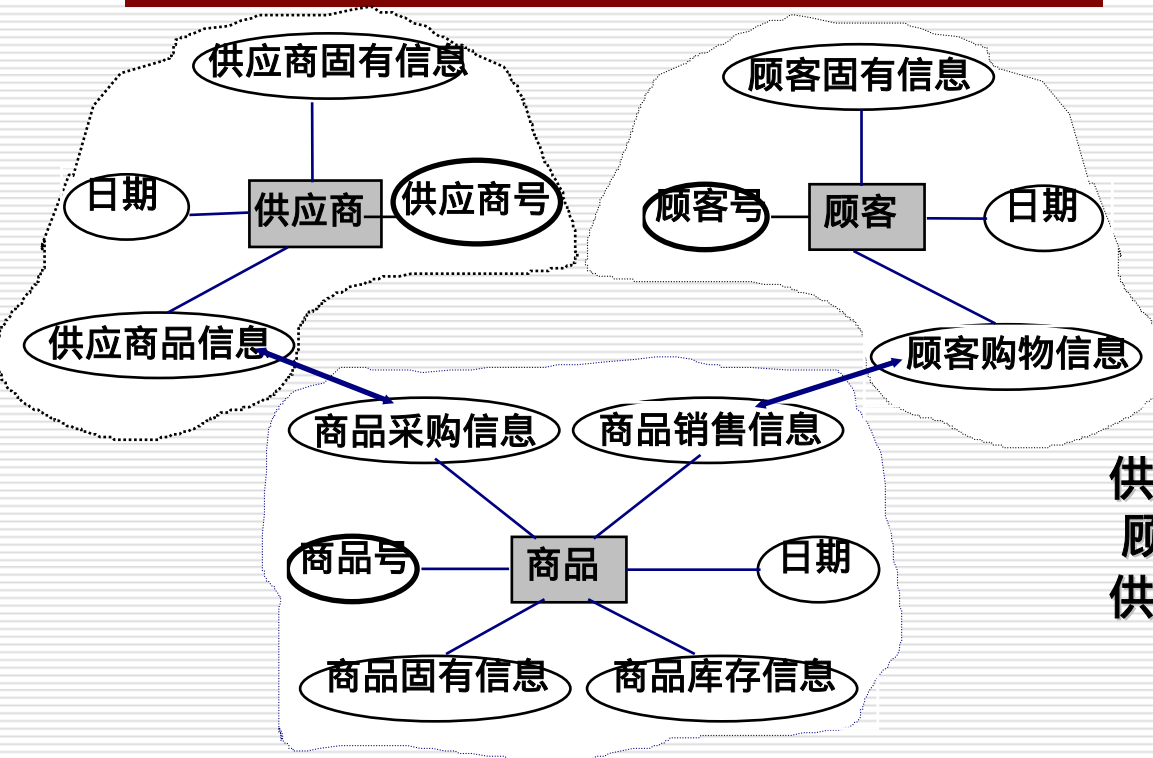 供应商固有信息
顾客固有信息
日期
供应商
供应商号
顾客号
顾客
日期
供应商品信息
顾客购物信息
商品采购信息
商品销售信息
供
顾
供
商品号
商品
日期
商品固有信息
商品库存信息